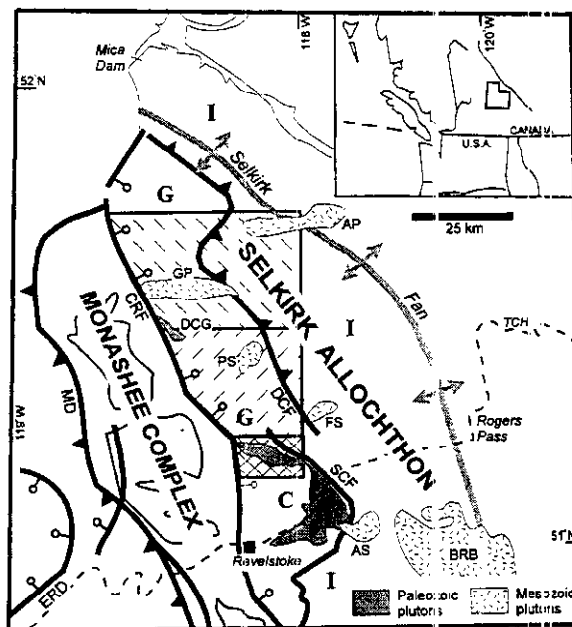 Mica
Dam
52°N
118°W
120°W
I
Selkirk
CANADA
U.S.A.
G
AP
25 km
SELKIRK
ALLOCHTHON
GP
CRF
DCG
I
Fan
TCH
MONASHEE
COMPLEX
MD
PS
DCF
FS
G
Rogers
Pass
SCF
C
AS
51°N
Revelstoke
BRB
ERD
I
Paleozoic
plutons
Mesozoic
plutons